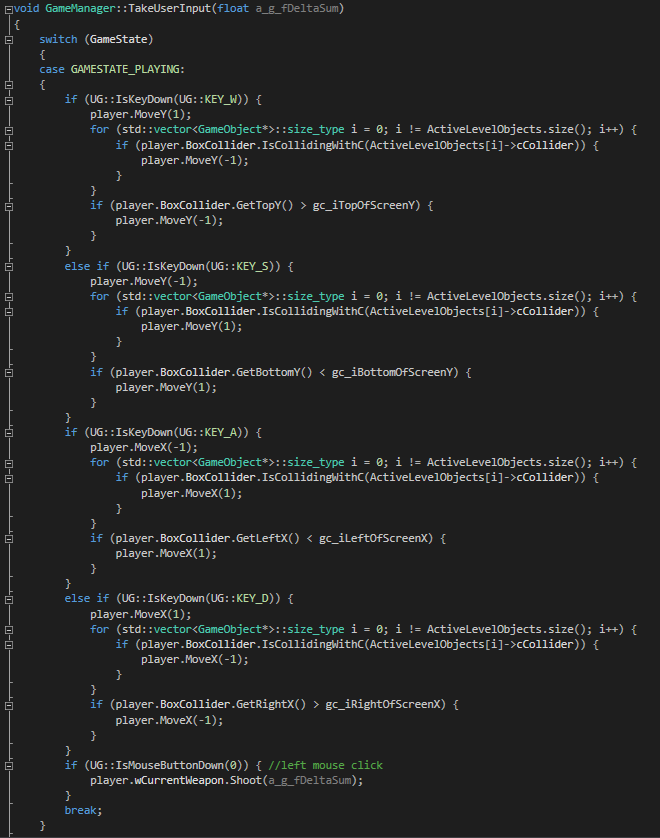 void GameManager::TakeUserInput(float a_g_fDeltaSum)
{
switch (GameState)
{
case GAMESTATE_PLAYING:
{
if (UG::IsKeyDown(UG::KEY_W)) {
player.MoveY(1);
for (std::vector<GameObject*>::size_type i = 0; i != ActiveLevelObjects.size(); i++) {
if (player.BoxCollider.IsCollidingWithC(ActiveLevelObjects[i]->cCollider)) {
player.MoveY(-1);
}
}
if (player.BoxCollider.GetTopY() > gc_iTopOfScreenY) {
player.MoveY(-1);
}
}
else if (UG::IsKeyDown(UG::KEY_S)) {
player.MoveY(-1);
for (std::vector<GameObject*>::size_type i = 0; i != ActiveLevelObjects.size(); i++) {
if (player.BoxCollider.IsCollidingWithC(ActiveLevelObjects[i]->cCollider)) {
player.MoveY(1);
}
}
if (player.BoxCollider.GetBottomY() < gc_iBottomOfScreenY) {
player.MoveY(1);
}
}
if (UG::IsKeyDown(UG::KEY_A)) {
player.MoveX(-1);
for (std::vector<GameObject*>::size_type i = 0; i != ActiveLevelObjects.size(); i++) {
if (player.BoxCollider.IsCollidingWithC(ActiveLevelObjects[i]->cCollider)) {
player.MoveX(1);
}
}
if (player.BoxCollider.GetLeftX() < gc_iLeftOfScreenX) {
player.MoveX(1);
}
}
else if (UG::IsKeyDown(UG::KEY_D)) {
player.MoveX(1);
for (std::vector<GameObject*>::size_type i = 0; i != ActiveLevelObjects.size(); i++) {
if (player.BoxCollider.IsCollidingWithC(ActiveLevelObjects[i]->cCollider)) {
player.MoveX(-1);
}
}
if (player.BoxCollider.GetRightX() > gc_iRightOfScreenX) {
player.MoveX(-1);
}
}
if (UG::IsMouseButtonDown(0)) { //left mouse click
player.wCurrentWeapon.Shoot(a_g_fDeltaSum);
}
break;
}